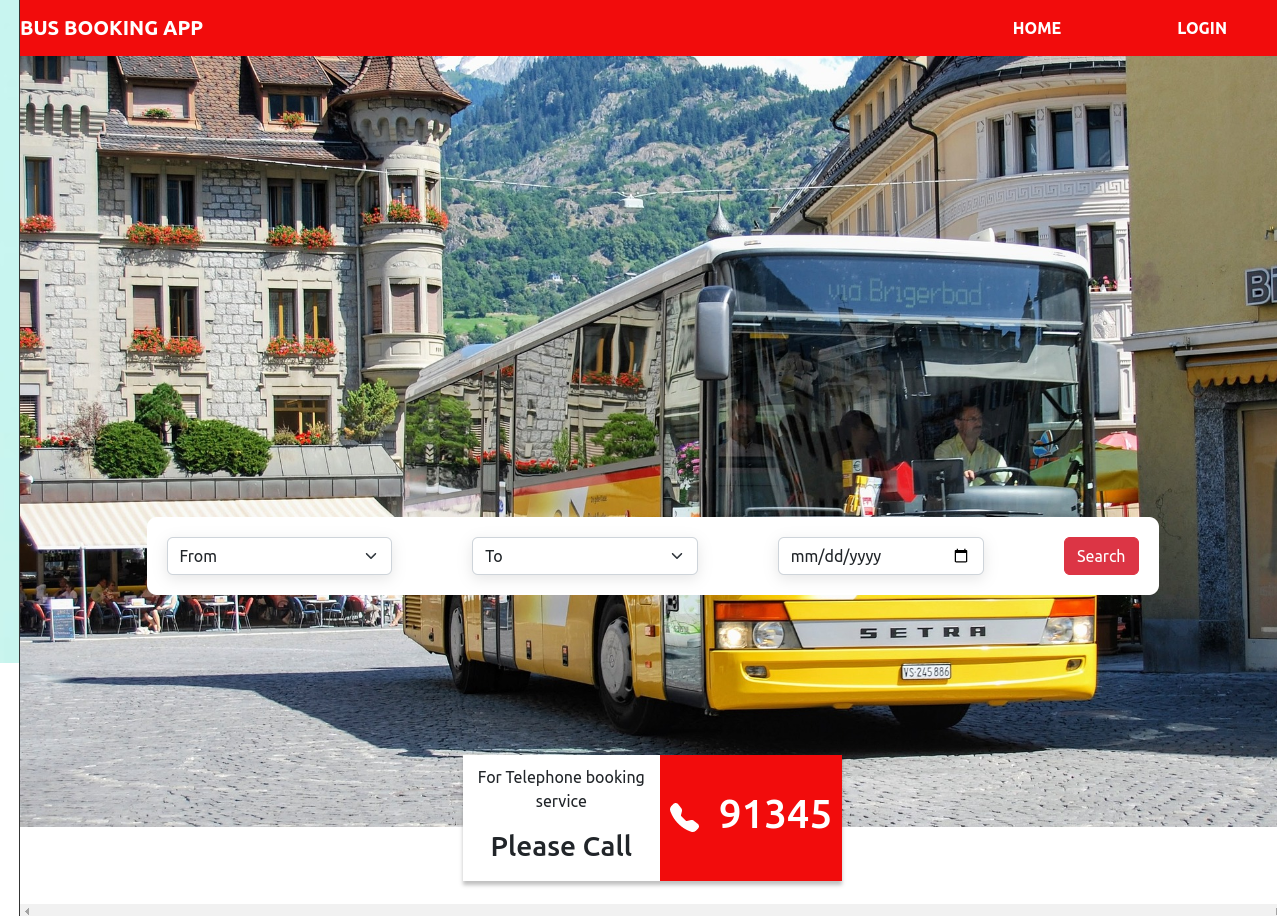 BUS BOOKING APP
HOME
LOGIN
via Brigerbad
From
To
mm/dd/yyyy
Search
SETRA
VS·245 886
For Telephone booking
service
Please Call
91345